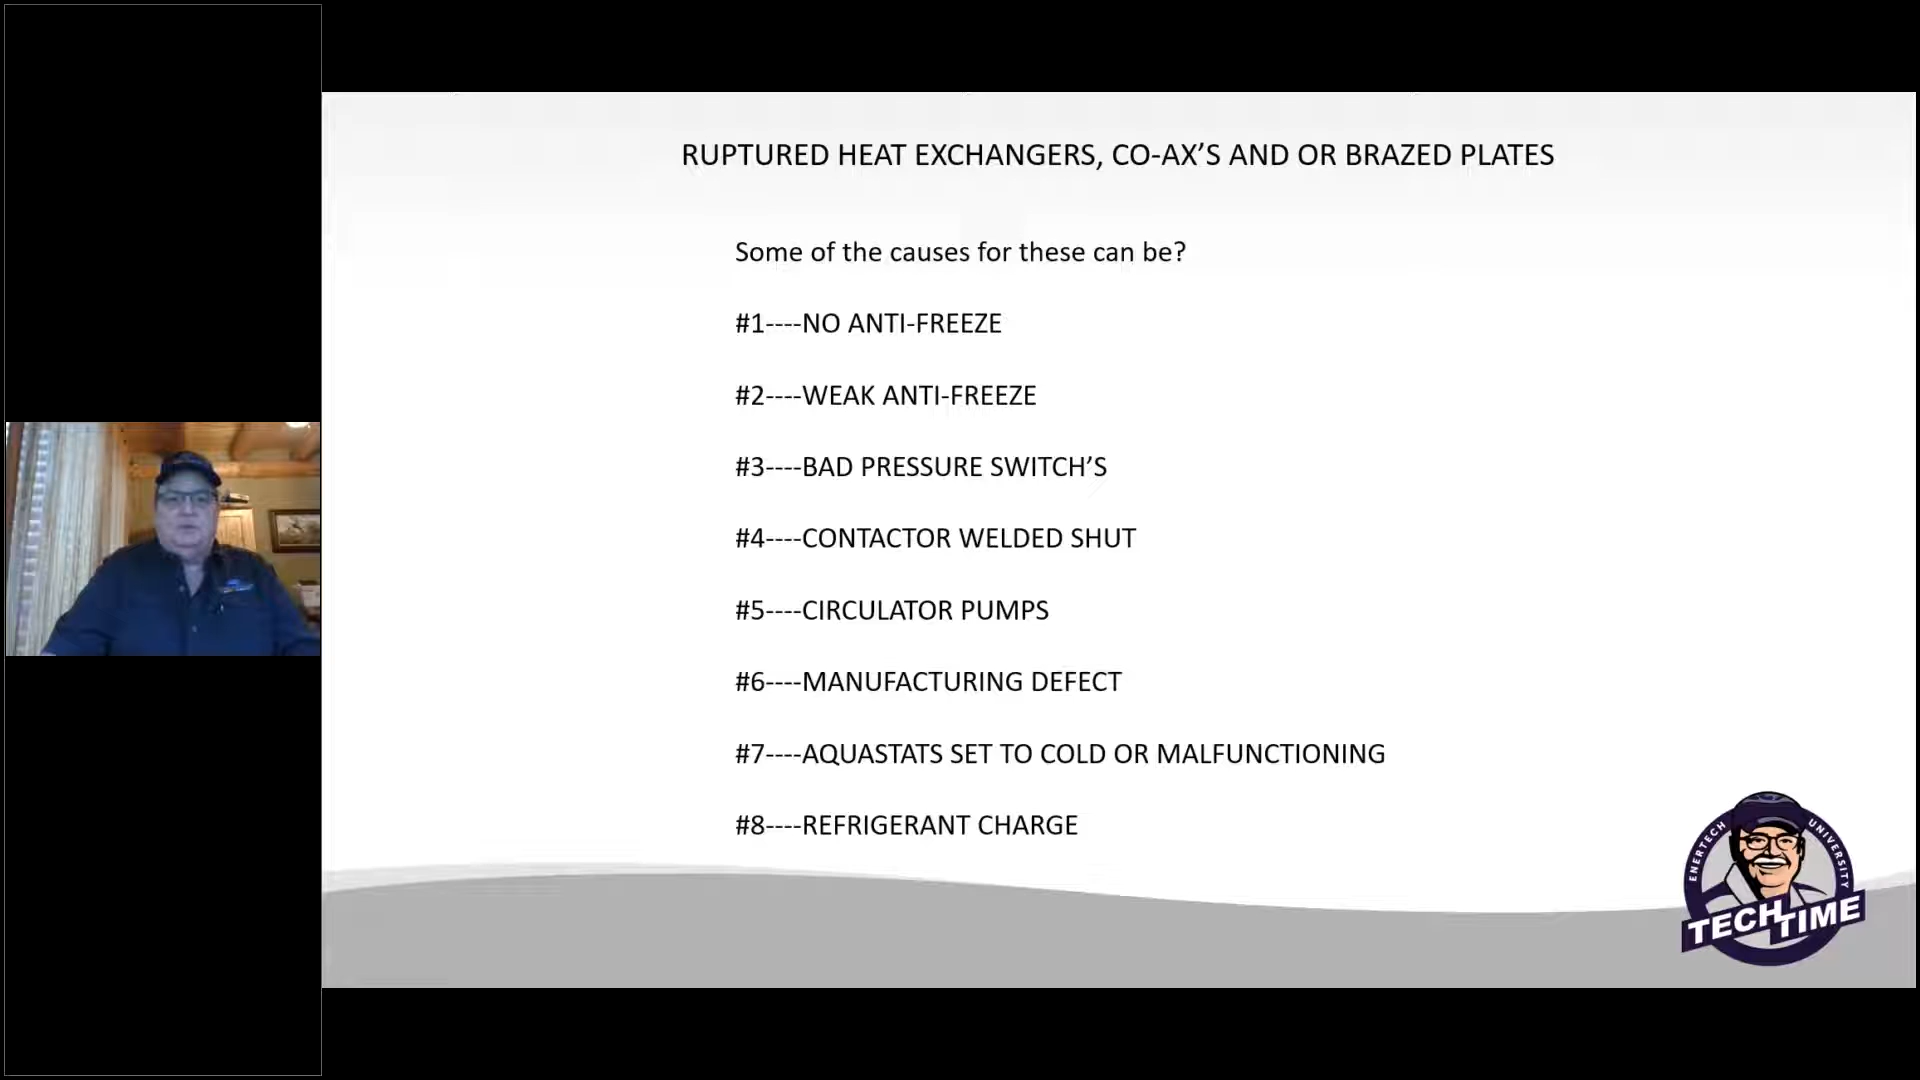 RUPTURED HEAT EXCHANGERS, CO-AX’S AND OR BRAZED PLATES
Some of the causes for these can be?
#1----NO ANTI-FREEZE
#2----WEAK ANTI-FREEZE
#3----BAD PRESSURE SWITCH’S
#4----CONTACTOR WELDED SHUT
#5----CIRCULATOR PUMPS
#6----MANUFACTURING DEFECT
#7----AQUASTATS SET TO COLD OR MALFUNCTIONING
#8----REFRIGERANT CHARGE
ENERTECH UNIVERSITY
TECH TIME